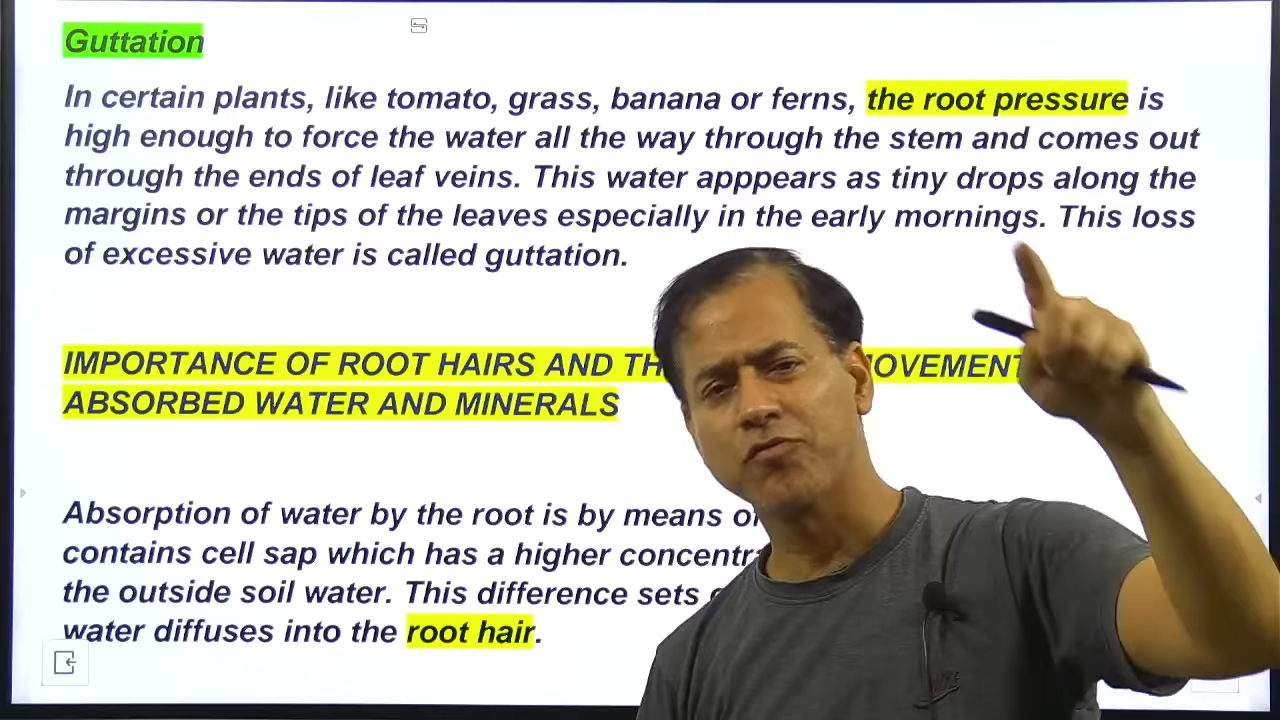 Guttation
In certain plants, like tomato, grass, banana or ferns, the root pressure is
high enough to force the water all the way through the stem and comes out
through the ends of leaf veins. This water apppears as tiny drops along the
margins or the tips of the leaves especially in the early mornings. This loss
of excessive water is called guttation.
IMPORTANCE OF ROOT HAIRS AND
ABSORBED WATER AND MINERALS
Absorption of water by the root is by means
contains cell sap which has a higher
the outside soil water. This difference sets
water diffuses into the root hair.